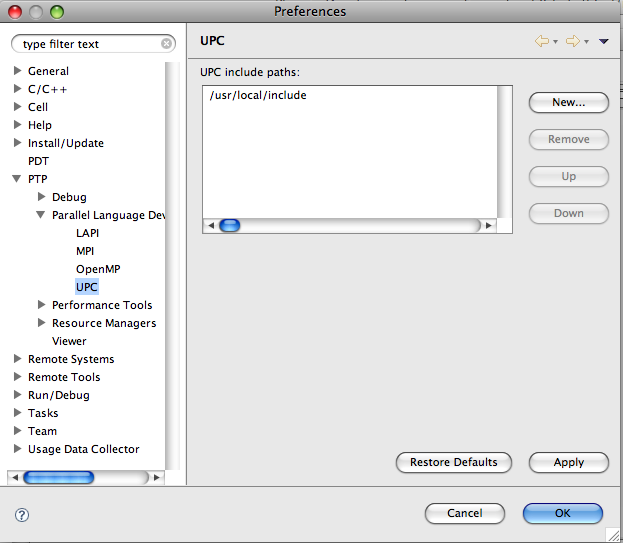 Preferences
type filter text
General
C/C++
Cell
Help
Install/Update
PDT
PTP
Debug
Parallel Language Dev
LAPI
MPI
OpenMP
UPC
Performance Tools
Resource Managers
Viewer
Remote Systems
Remote Tools
Run/Debug
Tasks
Team
Usage Data Collector
UPC
UPC include paths:
/usr/local/include
New...
Remove
Up
Down
Restore Defaults
Apply
?
Cancel
OK